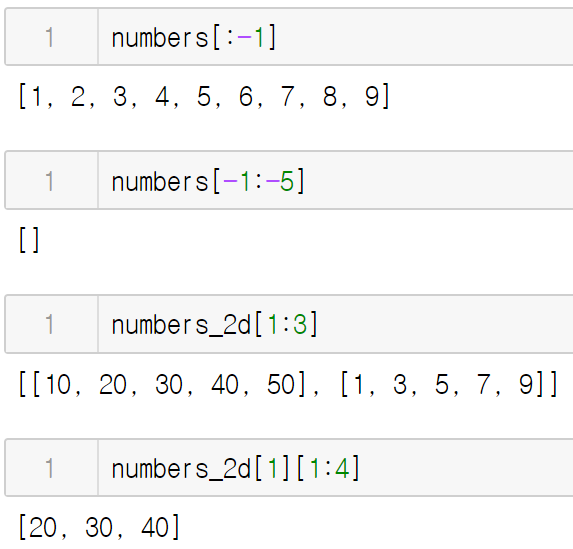 1 numbers[:-1]
[1, 2, 3, 4, 5, 6, 7, 8, 9]
1 numbers[-1:-5]
[]
1 numbers_2d[1:3]
[[10, 20, 30, 40, 50], [1, 3, 5, 7, 9]]
1 numbers_2d[1][1:4]
[20, 30, 40]